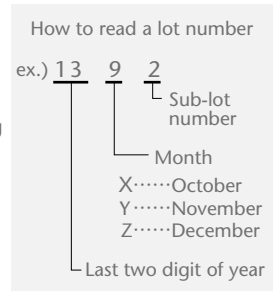 How to read a lot number
ex.) 13 9 2
Sub-lot
number
Month
X……October
Y……November
Z……December
Last two digit of year